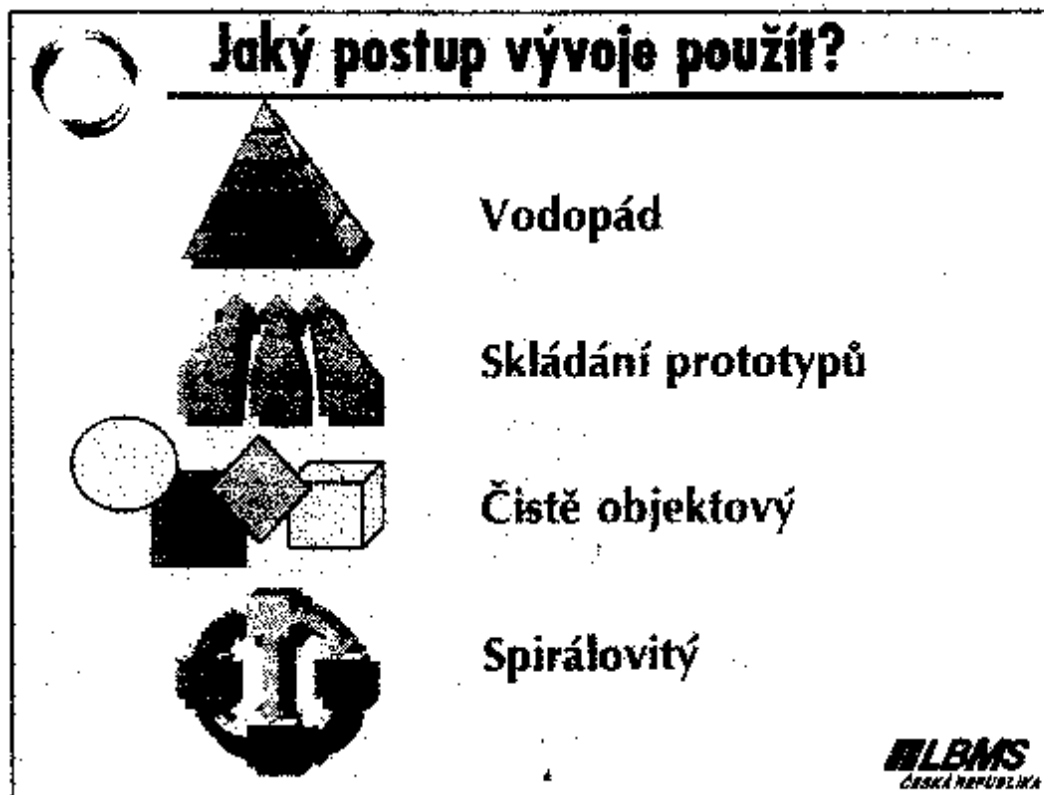 Jaký postup vývoje použít?
Vodopád
Skládání prototypů
Čistě objektový
Spirálovitý
LBMS
ČESKÁ REPUBLIKA